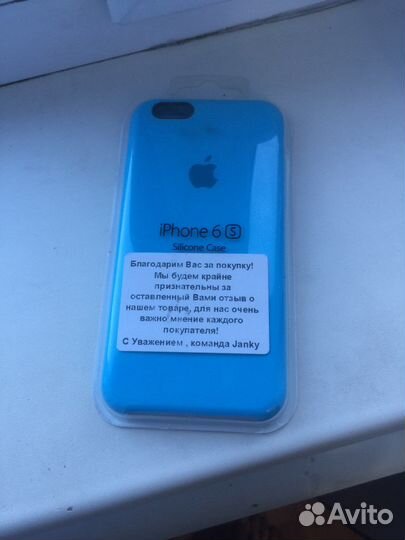 iPhone 6 S
Silicone Case
Благодарим Вас за покупку!
Мы будем крайне
признательны за
оставленный Вами отзыв о
нашем товаре, для нас очень
важно мнение каждого
покупателя!
С Уважением , команда Janky
Avito